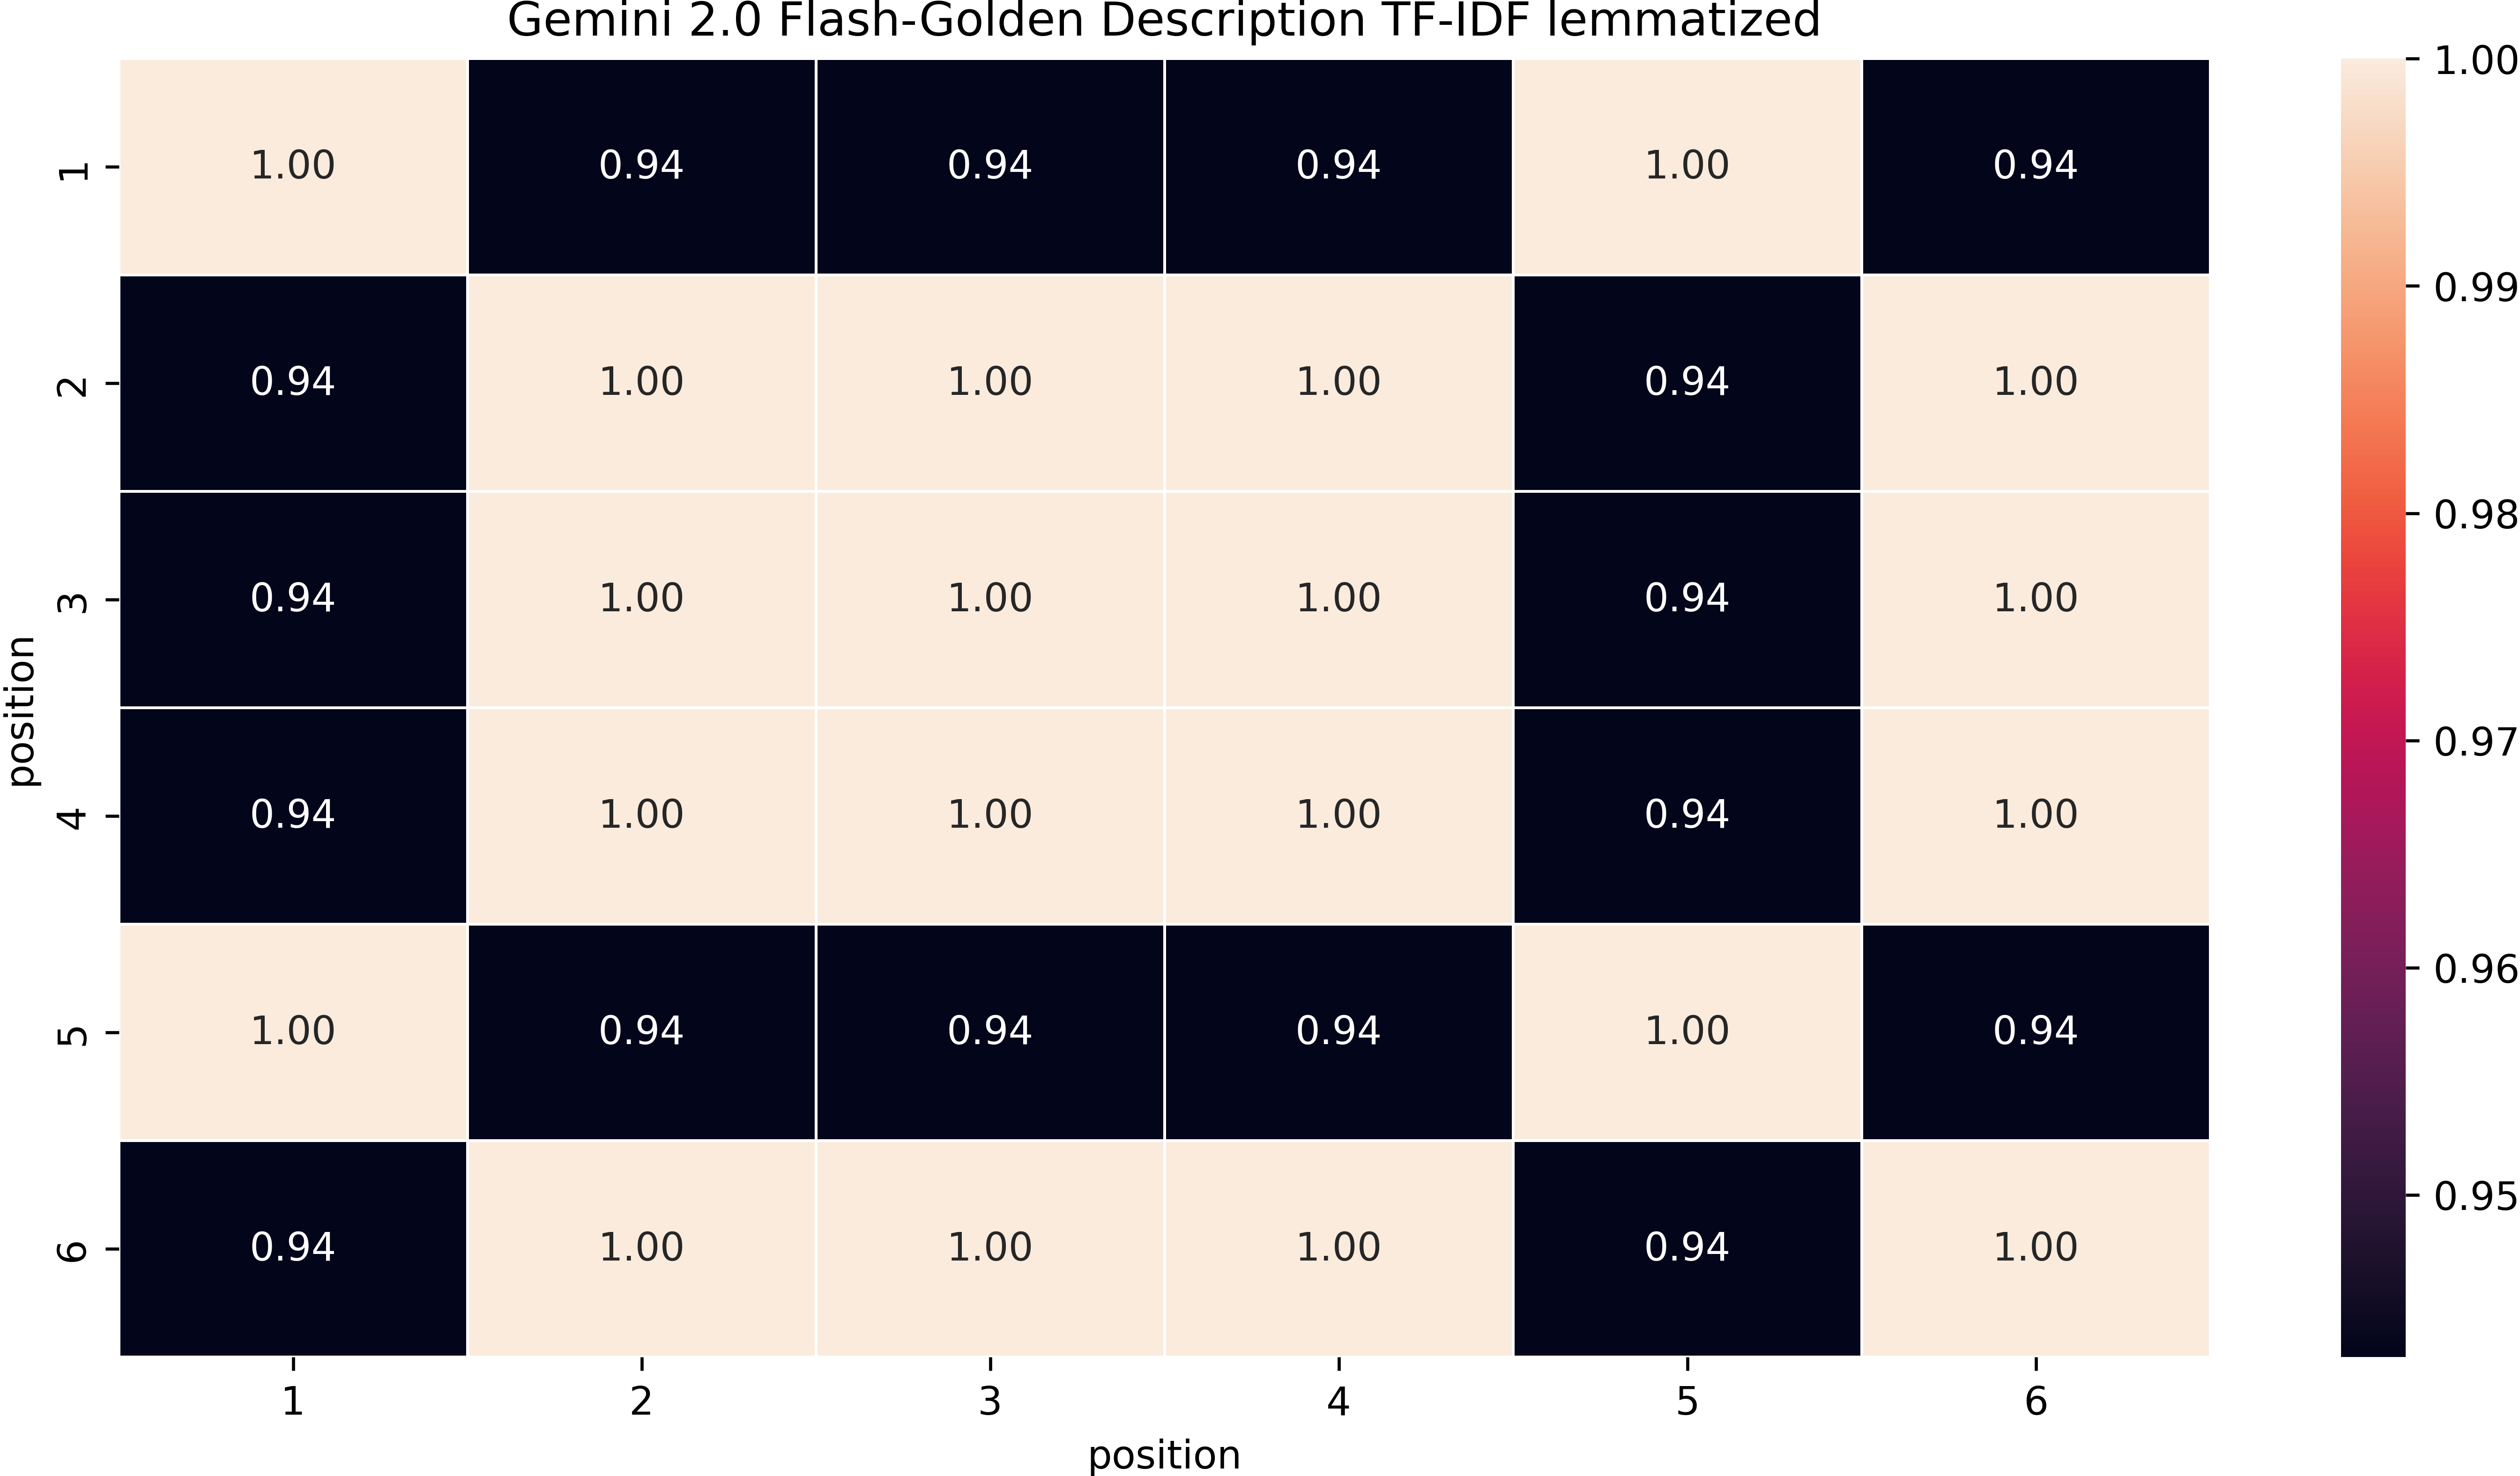 Gemini 2.0 Flash-Golden Description TF-IDF lemmatized
1 1.00 0.94 0.94 0.94 1.00 0.94
2 0.94 1.00 1.00 1.00 0.94 1.00
3 0.94 1.00 1.00 1.00 0.94 1.00
4 0.94 1.00 1.00 1.00 0.94 1.00
5 1.00 0.94 0.94 0.94 1.00 0.94
6 0.94 1.00 1.00 1.00 0.94 1.00
position
1 2 3 4 5 6
position
1.00
0.99
0.98
0.97
0.96
0.95